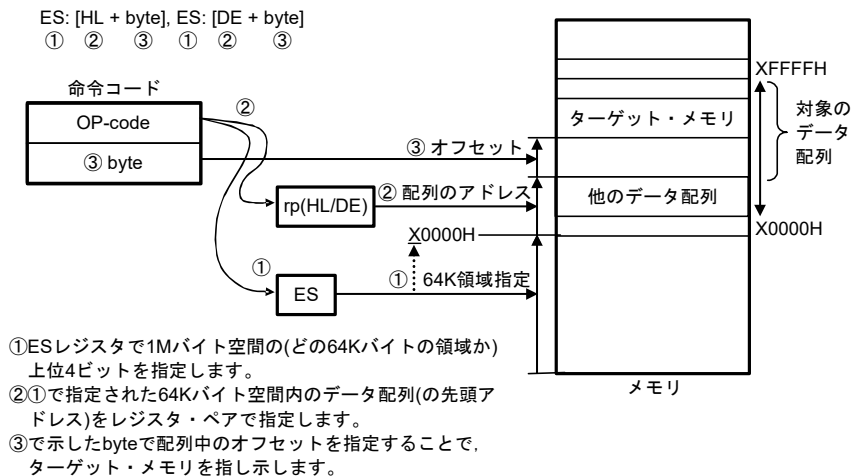 ES: [HL + byte], ES: [DE + byte]
① ② ③ ① ② ③
命令コード
OP-code
③ byte
②
①
rp(HL/DE)
ES
③ オフセット
② 配列のアドレス
X0000H
① 64K領域指定
ターゲット・メモリ
他のデータ配列
XFFFFH
対象の
データ
配列
X0000H
メモリ
①ESレジスタで1Mバイト空間の(どの64Kバイトの領域か)
上位4ビットを指定します。
②①で指定された64Kバイト空間内のデータ配列(の先頭ア
ドレス)をレジスタ・ペアで指定します。
③で示したbyteで配列中のオフセットを指定することで,
ターゲット・メモリを指し示します。